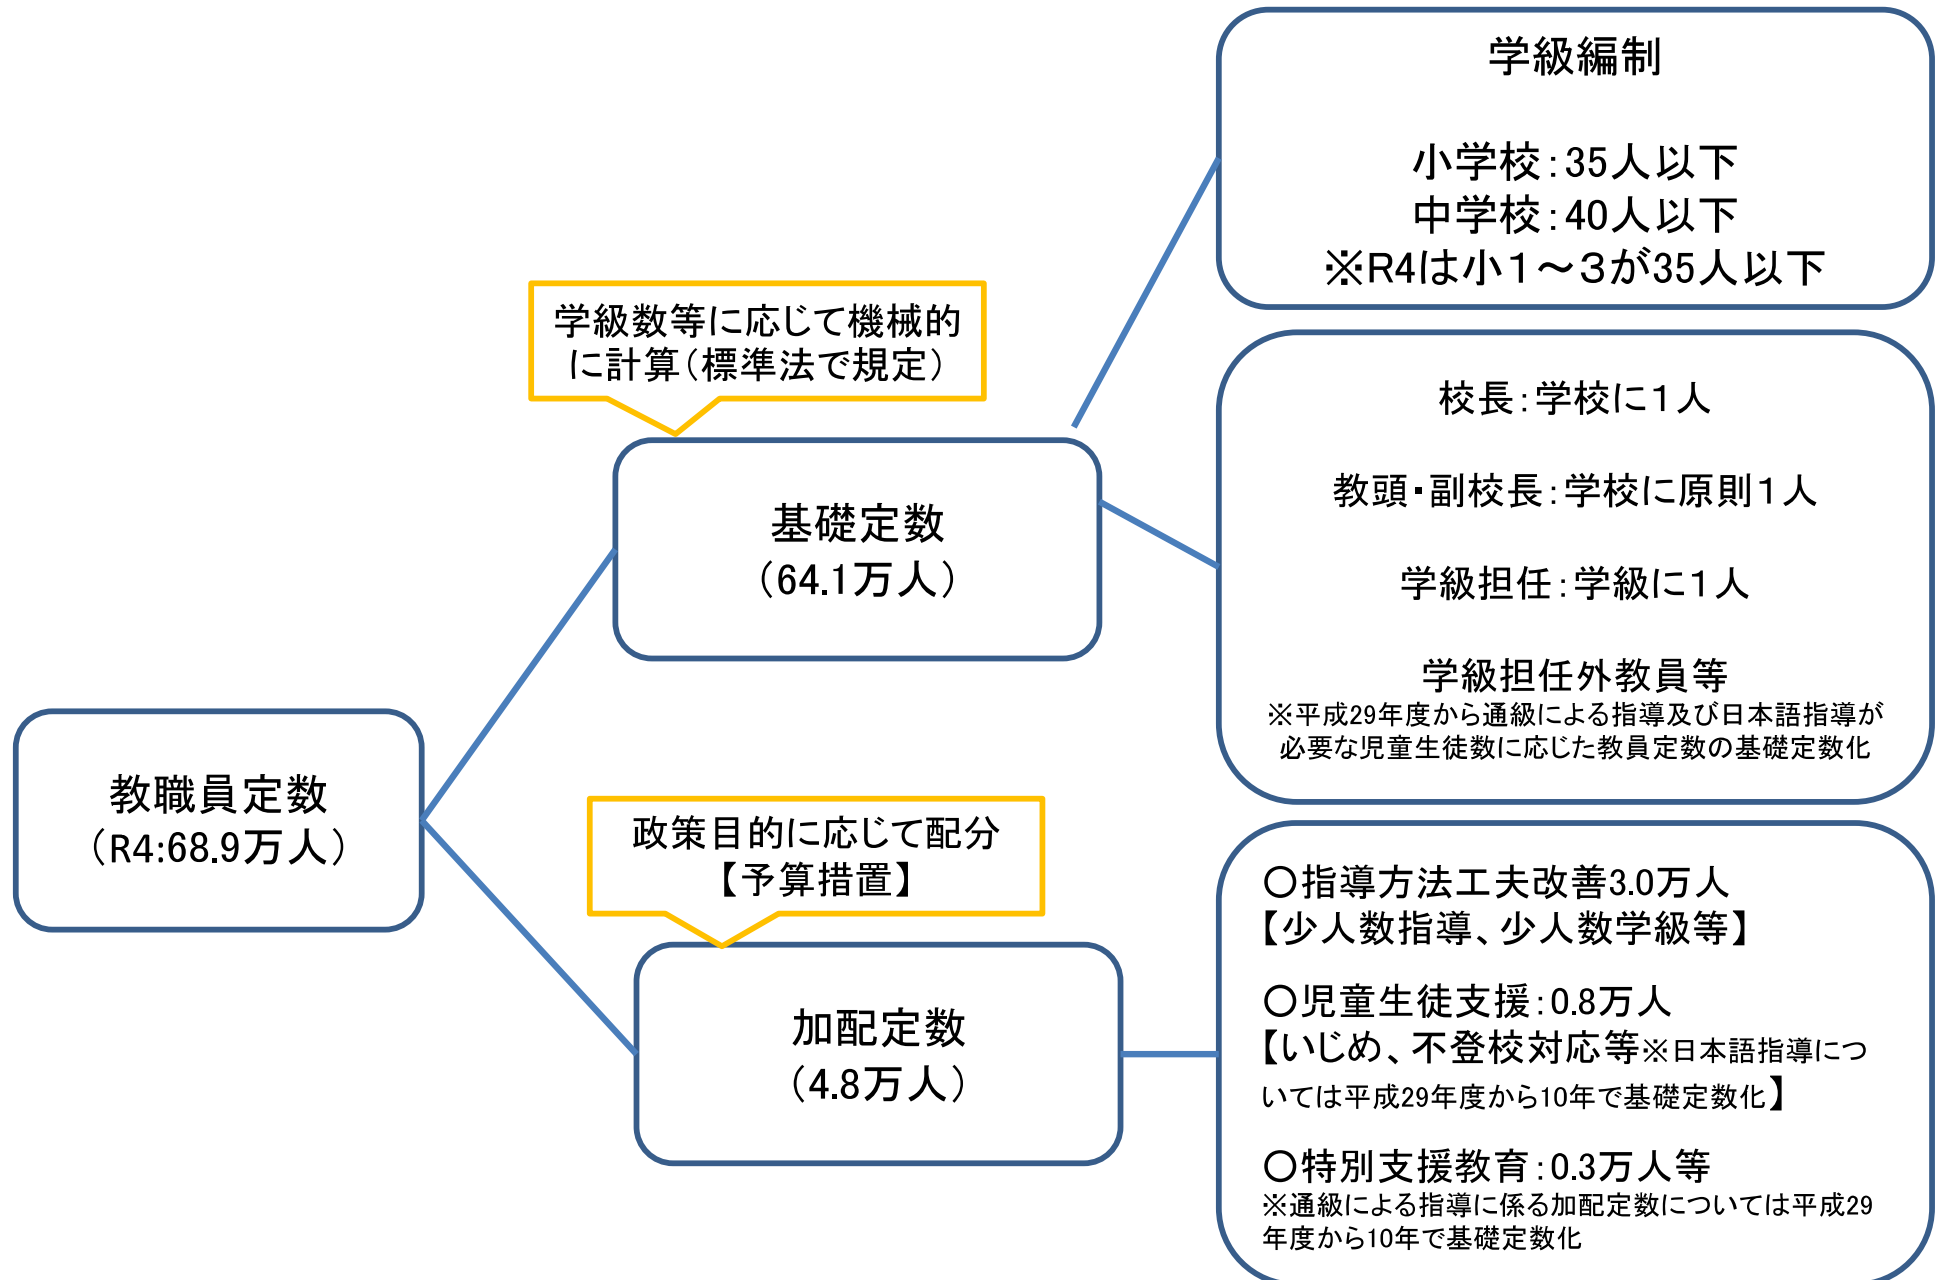 学級編制
小学校：35人以下
中学校：40人以下
※R4は小１～３が35人以下
学級数等に応じて機械的
に計算（標準法で規定）
校長：学校に１人
教頭・副校長：学校に原則１人
学級担任：学級に１人
学級担任外教員等
※平成29年度から通級による指導及び日本語指導が
必要な児童生徒数に応じた教員定数の基礎定数化
基礎定数
（64.1万人）
教職員定数
（R4:68.9万人）
政策目的に応じて配分
【予算措置】
加配定数
（4.8万人）
○指導方法工夫改善3.0万人
【少人数指導、少人数学級等】
○児童生徒支援：0.8万人
【いじめ、不登校対応等※日本語指導につ
いては平成29年度から10年で基礎定数化】
○特別支援教育：0.3万人等
※通級による指導に係る加配定数については平成29
年度から10年で基礎定数化